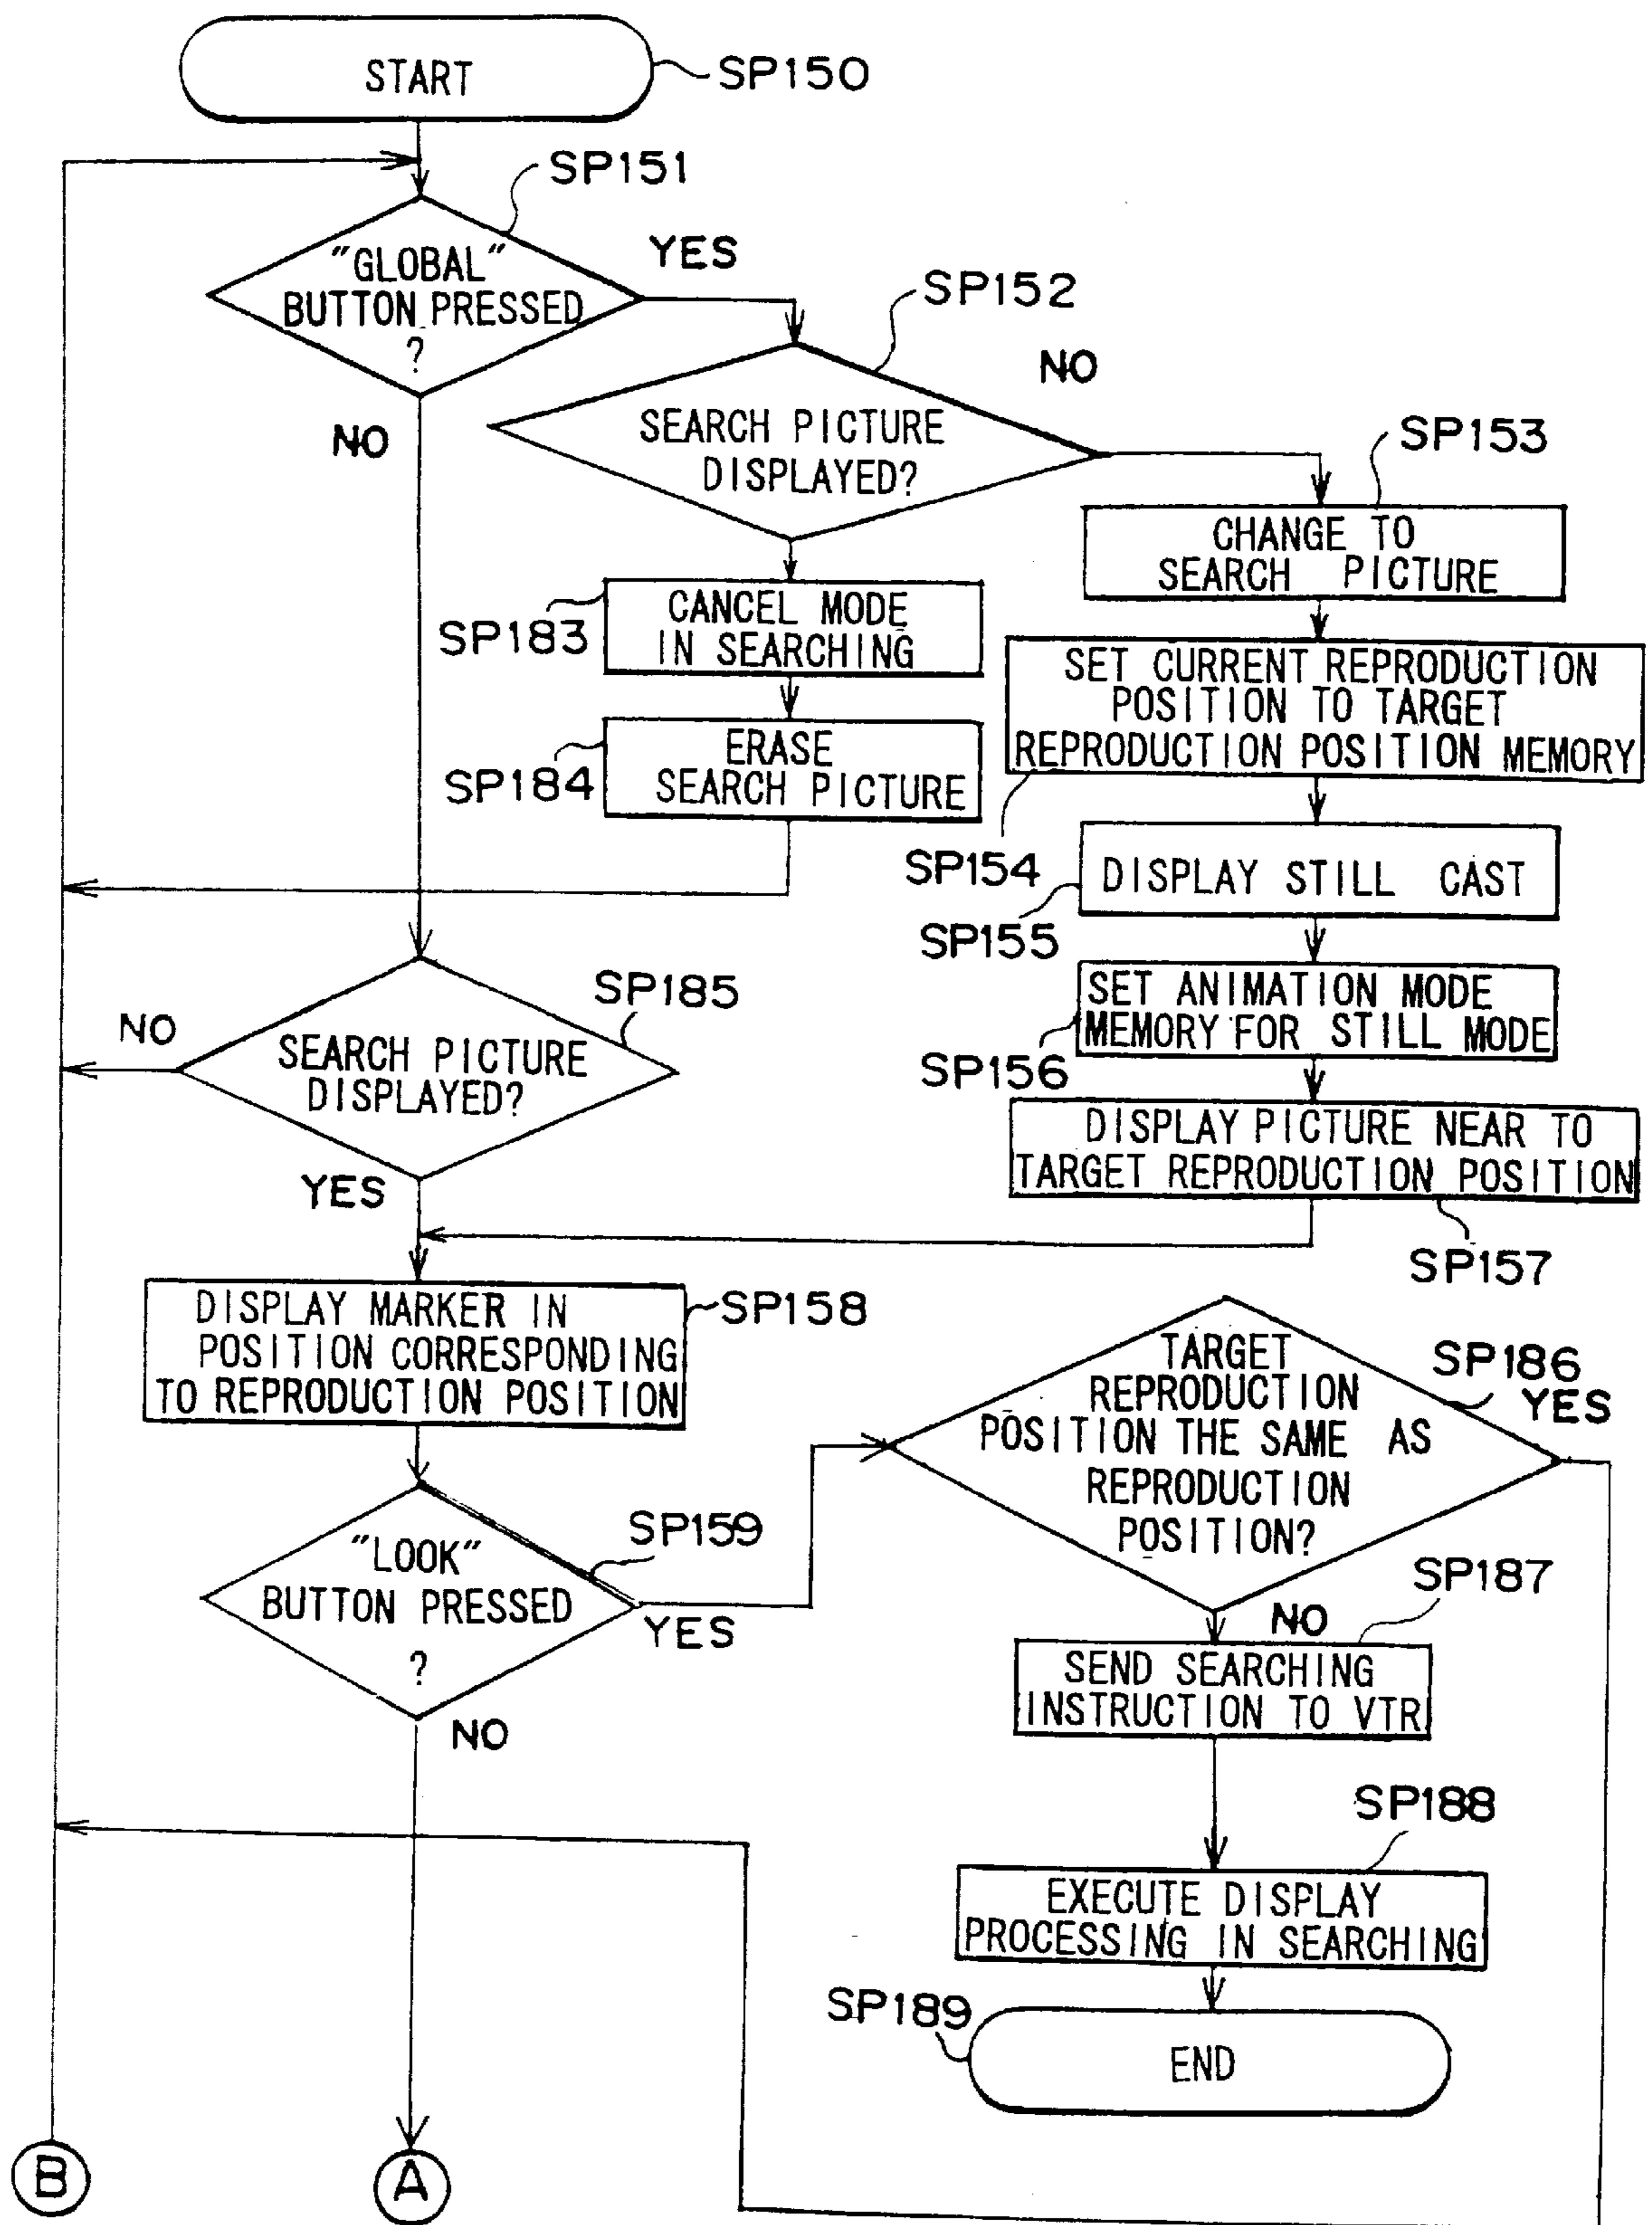 START
SP150
SP151
"GLOBAL"
BUTTON PRESSED
?
YES
NO
SP152
SEARCH PICTURE
DISPLAYED?
NO
SP153
CHANGE TO
SEARCH PICTURE
SP183
CANCEL MODE
IN SEARCHING
SET CURRENT REPRODUCTION
POSITION TO TARGET
REPRODUCTION POSITION MEMORY
SP154
SP184
ERASE
SEARCH PICTURE
DISPLAY STILL CAST
SP155
SET ANIMATION MODE
MEMORY FOR STILL MODE
SP156
SP185
NO
SEARCH PICTURE
DISPLAYED?
YES
DISPLAY PICTURE NEAR TO
TARGET REPRODUCTION POSITION
SP157
DISPLAY MARKER IN
POSITION CORRESPONDING
TO REPRODUCTION POSITION
SP158
TARGET
REPRODUCTION
POSITION THE SAME AS
REPRODUCTION
POSITION?
SP186
YES
NO
SP159
"LOOK"
BUTTON PRESSED
?
YES
NO
SP187
SEND SEARCHING
INSTRUCTION TO VTR
SP188
EXECUTE DISPLAY
PROCESSING IN SEARCHING
SP189
END
B
A